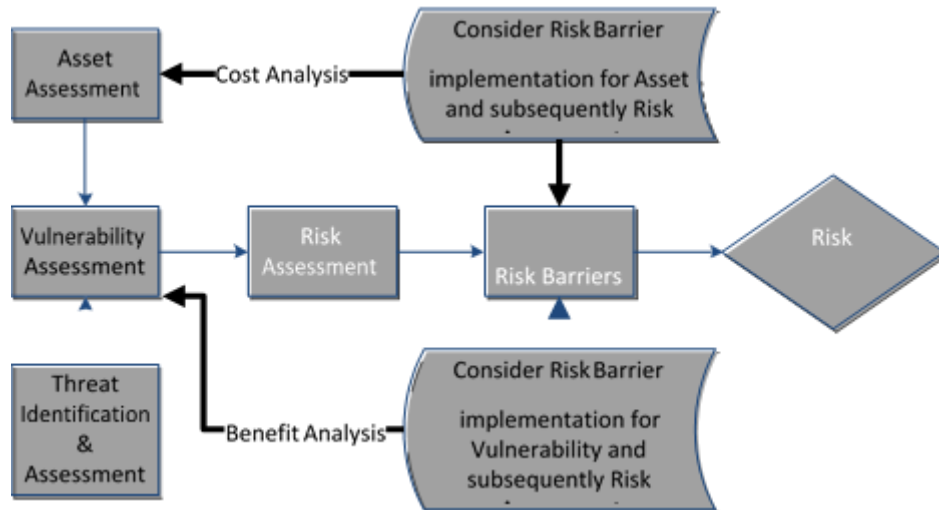 Asset
Assessment
Cost Analysis
Consider Risk Barrier
implementation for Asset
and subsequently Risk
Vulnerability
Assessment
Risk
Assessment
Risk Barriers
Risk
Threat
Identification
&
Assessment
Benefit Analysis
Consider Risk Barrier
implementation for
Vulnerability and
subsequently Risk